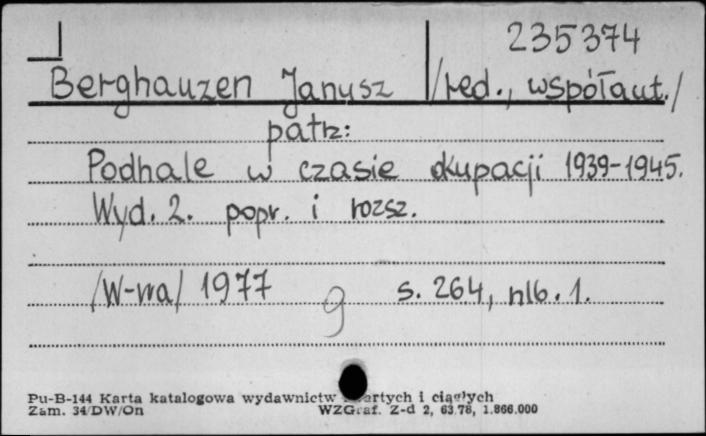 235374
Berghauzen Janusz /red., współaut./
patrz:
Podhale w czasie okupacji 1939-1945.
Wyd. 2. popr. i rozsz.
/W-wa/ 1977 s. 264, nlb. 1.
9
Pu-B-144 Karta katalogowa wydawnictw i ciągłych
Zam. 34/DW/On WZGraf. Z-d 2, 63,78, 1.866.000